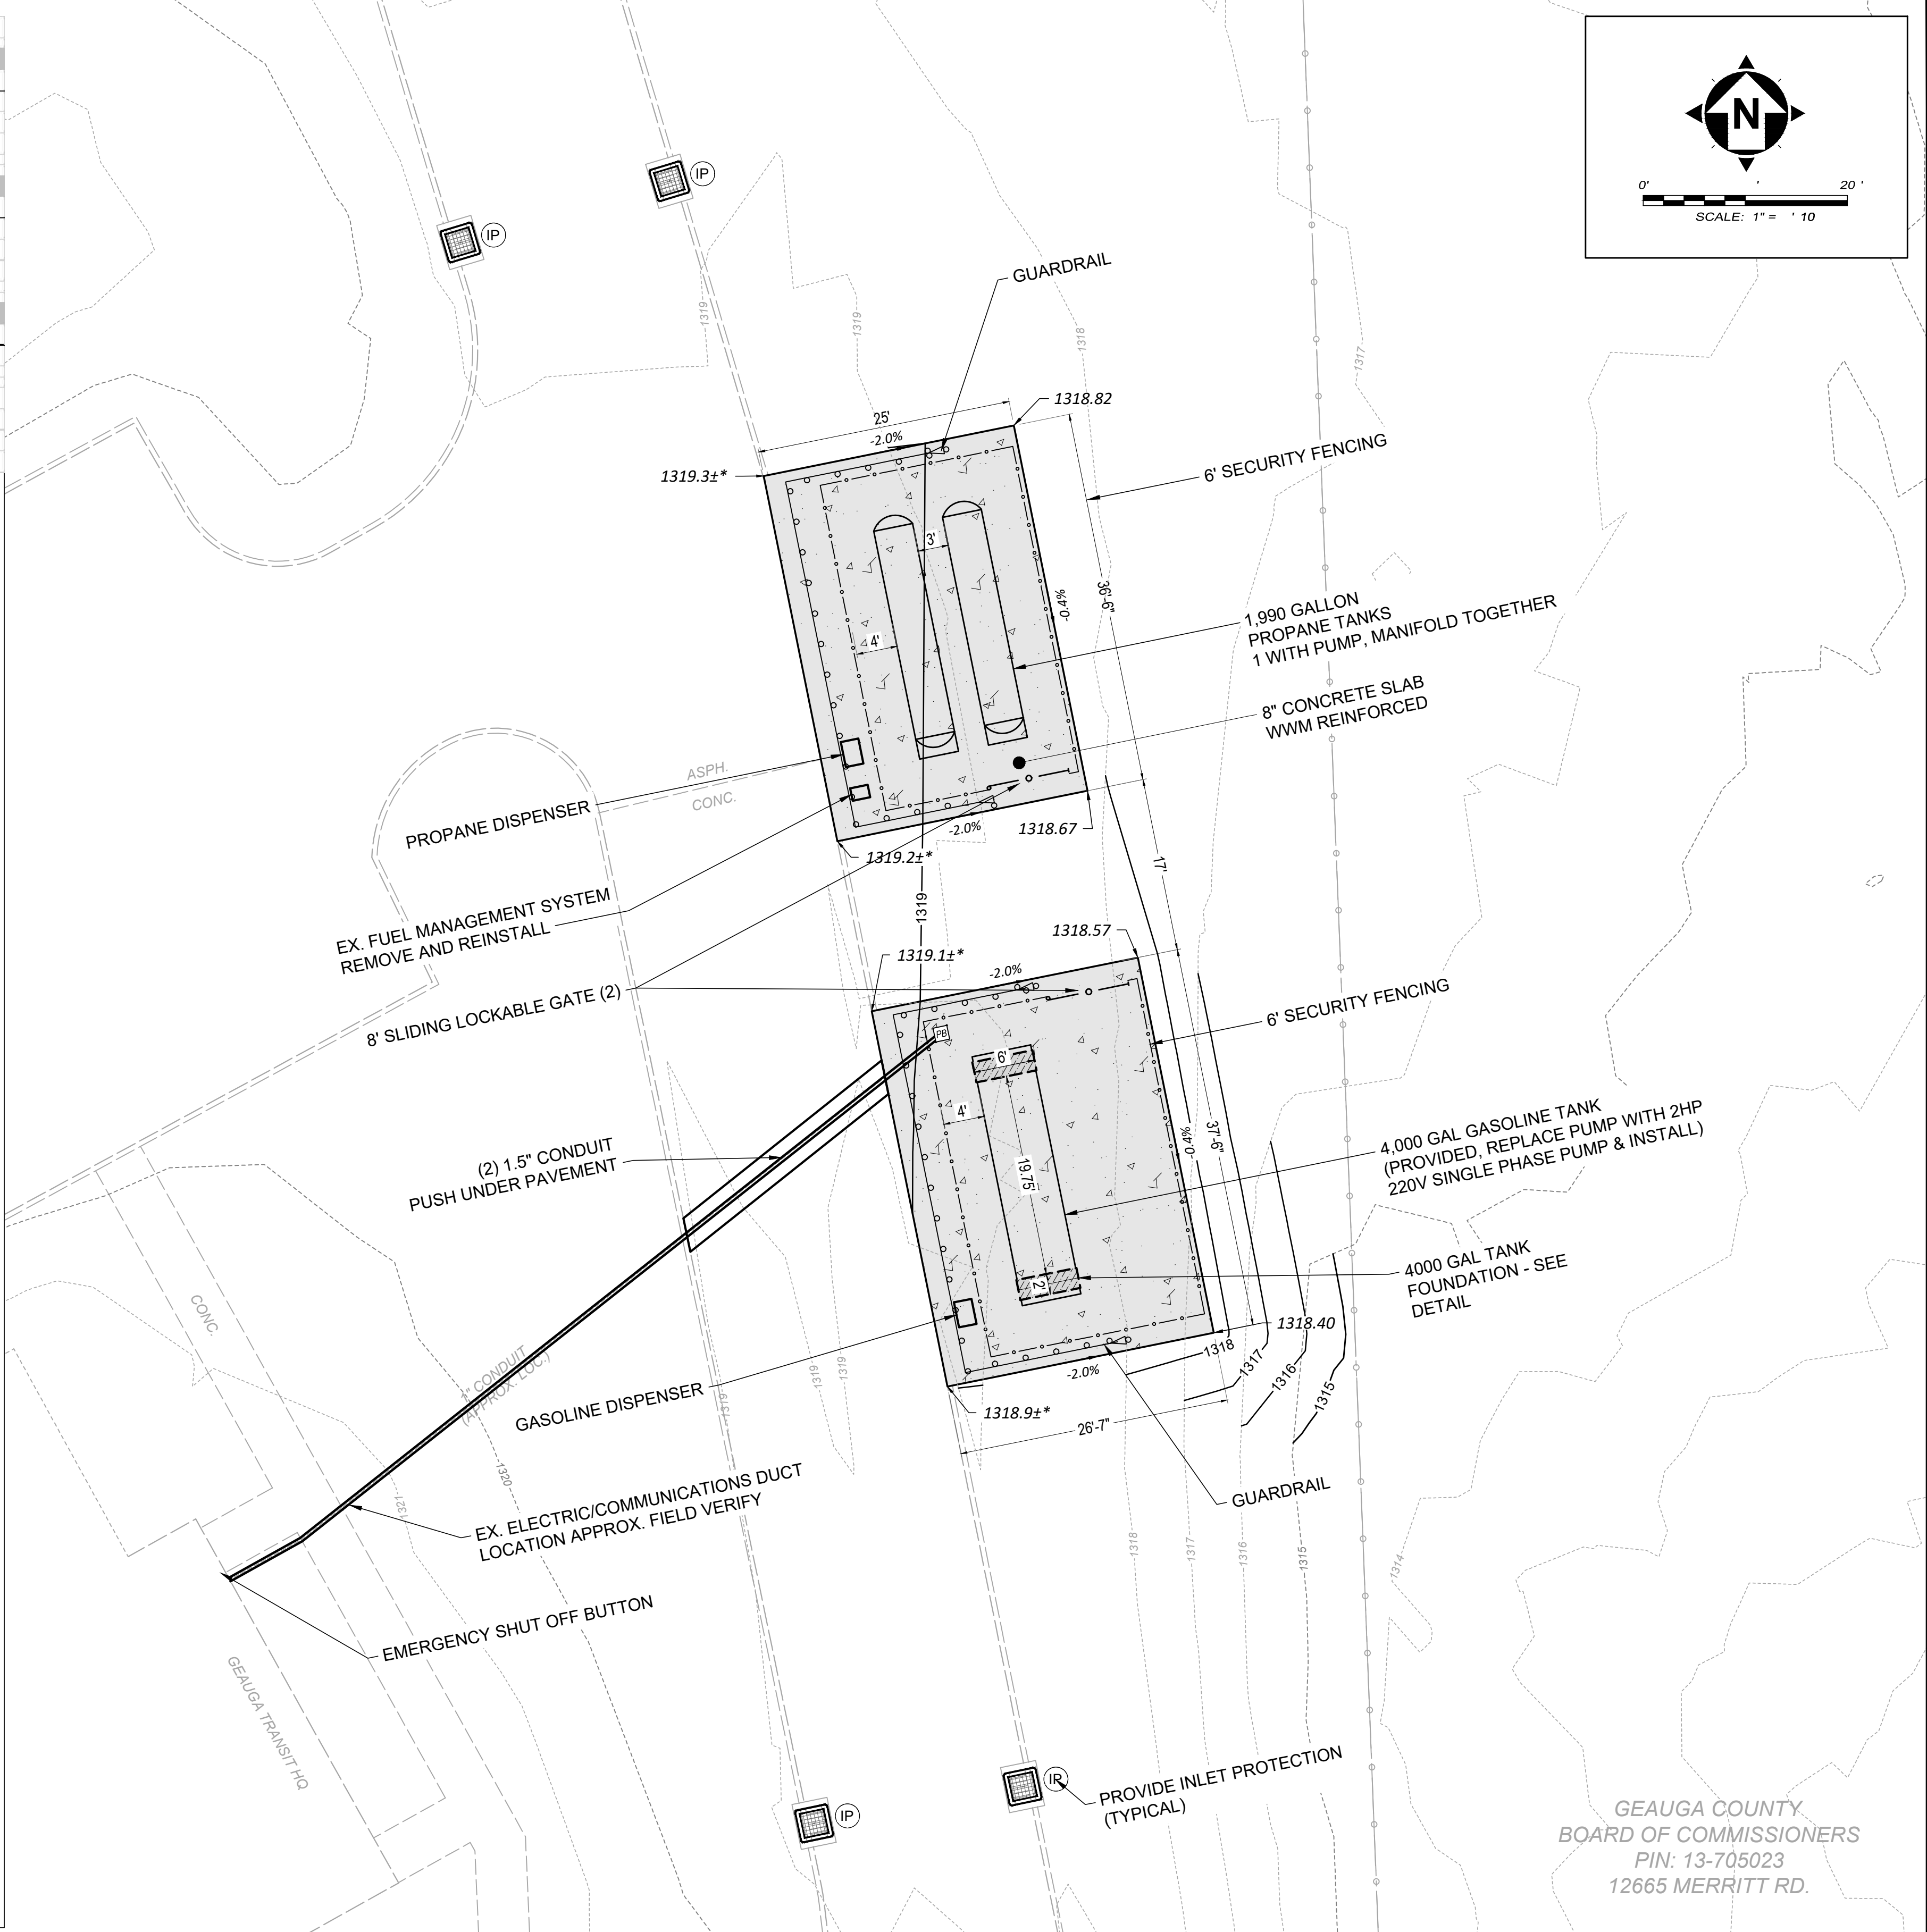 N
0'
'
20 '
SCALE: 1" = ' 10
IP
IP
GUARDRAIL
1319
1319
1318
1317
25'
-2.0%
1318.82
1319.3±*
6' SECURITY FENCING
3'
4'
-0.4%
36'-6"
1,990 GALLON
PROPANE TANKS
1 WITH PUMP, MANIFOLD TOGETHER
8" CONCRETE SLAB
WWM REINFORCED
ASPH.
CONC.
PROPANE DISPENSER
-2.0%
1318.67
1319.2±*
17'
1319
EX. FUEL MANAGEMENT SYSTEM
REMOVE AND REINSTALL
8' SLIDING LOCKABLE GATE (2)
1319.1±*
1318.57
-2.0%
6' SECURITY FENCING
PB
6'
4'
19.75'
2'
-0.4%
37'-6"
(2) 1.5" CONDUIT
PUSH UNDER PAVEMENT
4,000 GAL GASOLINE TANK
(PROVIDED, REPLACE PUMP WITH 2HP
220V SINGLE PHASE PUMP & INSTALL)
4000 GAL TANK
FOUNDATION - SEE
DETAIL
CONC.
CONDUIT
(APPROX. LOC.)
GASOLINE DISPENSER
1319
1319
1319
-2.0%
1318.40
1318
1317
1316
1315
1318.9±*
26'-7"
GUARDRAIL
1320
1321
EX. ELECTRIC/COMMUNICATIONS DUCT
LOCATION APPROX. FIELD VERIFY
1318
1317
1316
1315
1314
EMERGENCY SHUT OFF BUTTON
GEAUGA TRANSIT HQ
IP
IP
PROVIDE INLET PROTECTION
(TYPICAL)
GEAUGA COUNTY
BOARD OF COMMISSIONERS
PIN: 13-705023
12665 MERRITT RD.